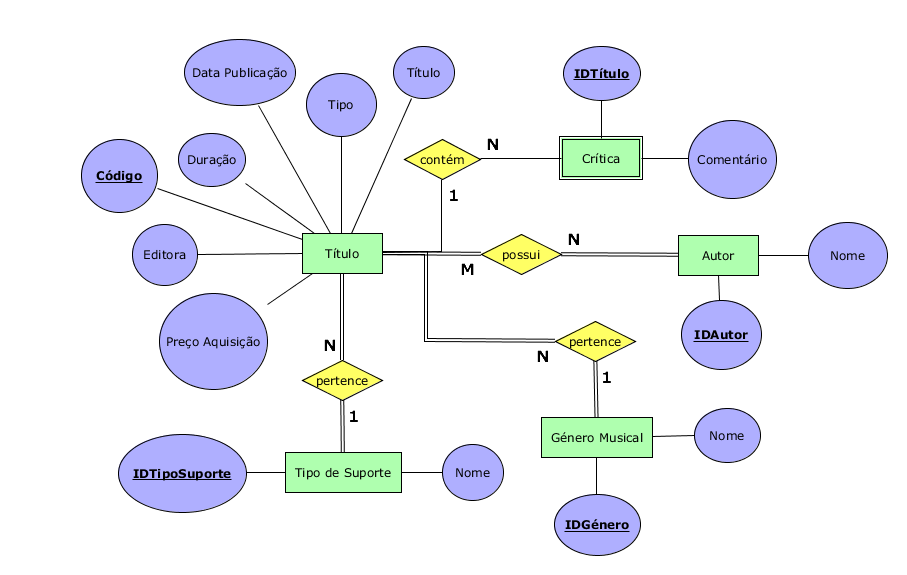 Título
IDTítulo
Data Publicação
Tipo
N
contém
Crítica
Comentário
Duração
Código
1
N
Editora
Título
possui
Autor
Nome
M
IDAutor
Preço Aquisição
pertence
N
N
1
pertence
1
Género Musical
Nome
IDTipoSuporte
Tipo de Suporte
Nome
IDGénero